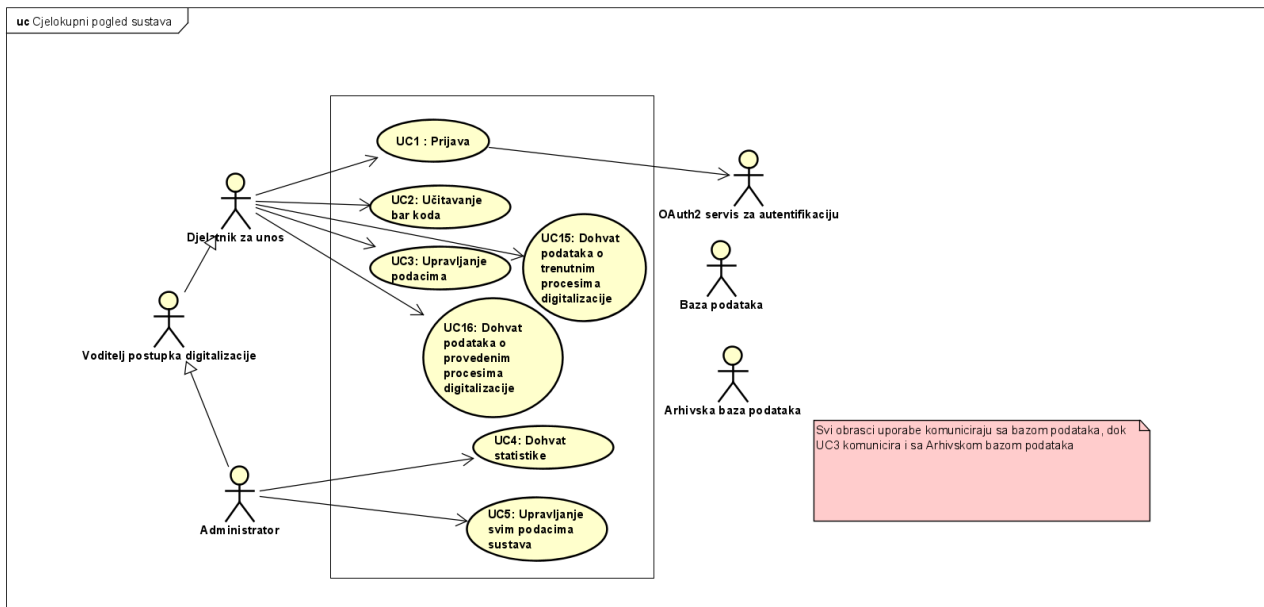 uc Cjelokupni pogled sustava
UC1 : Prijava
OAuth2 servis za autentifikaciju
Djelatnik za unos
UC2: Učitavanje
bar koda
UC15: Dohvat
podataka o
trenutnim
procesima
digitalizacije
UC3: Upravljanje
podacima
Baza podataka
Voditelj postupka digitalizacije
UC16: Dohvat
podataka o
provedenim
procesima
digitalizacije
Arhivska baza podataka
Svi obrasci uporabe komuniciraju sa bazom podataka, dok
UC3 komunicira i sa Arhivskom bazom podataka
UC4: Dohvat
statistike
Administrator
UC5: Upravljanje
svim podacima
sustava